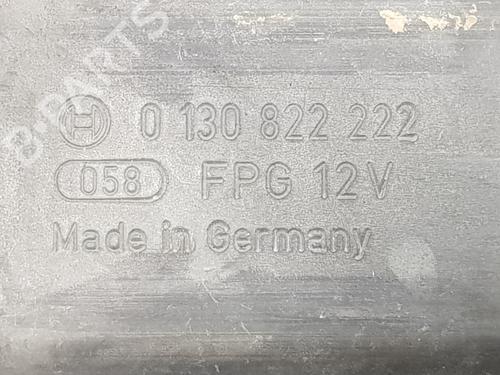 B-PARTS
0 130 822 222
058 FPG 12V
Made in Germany